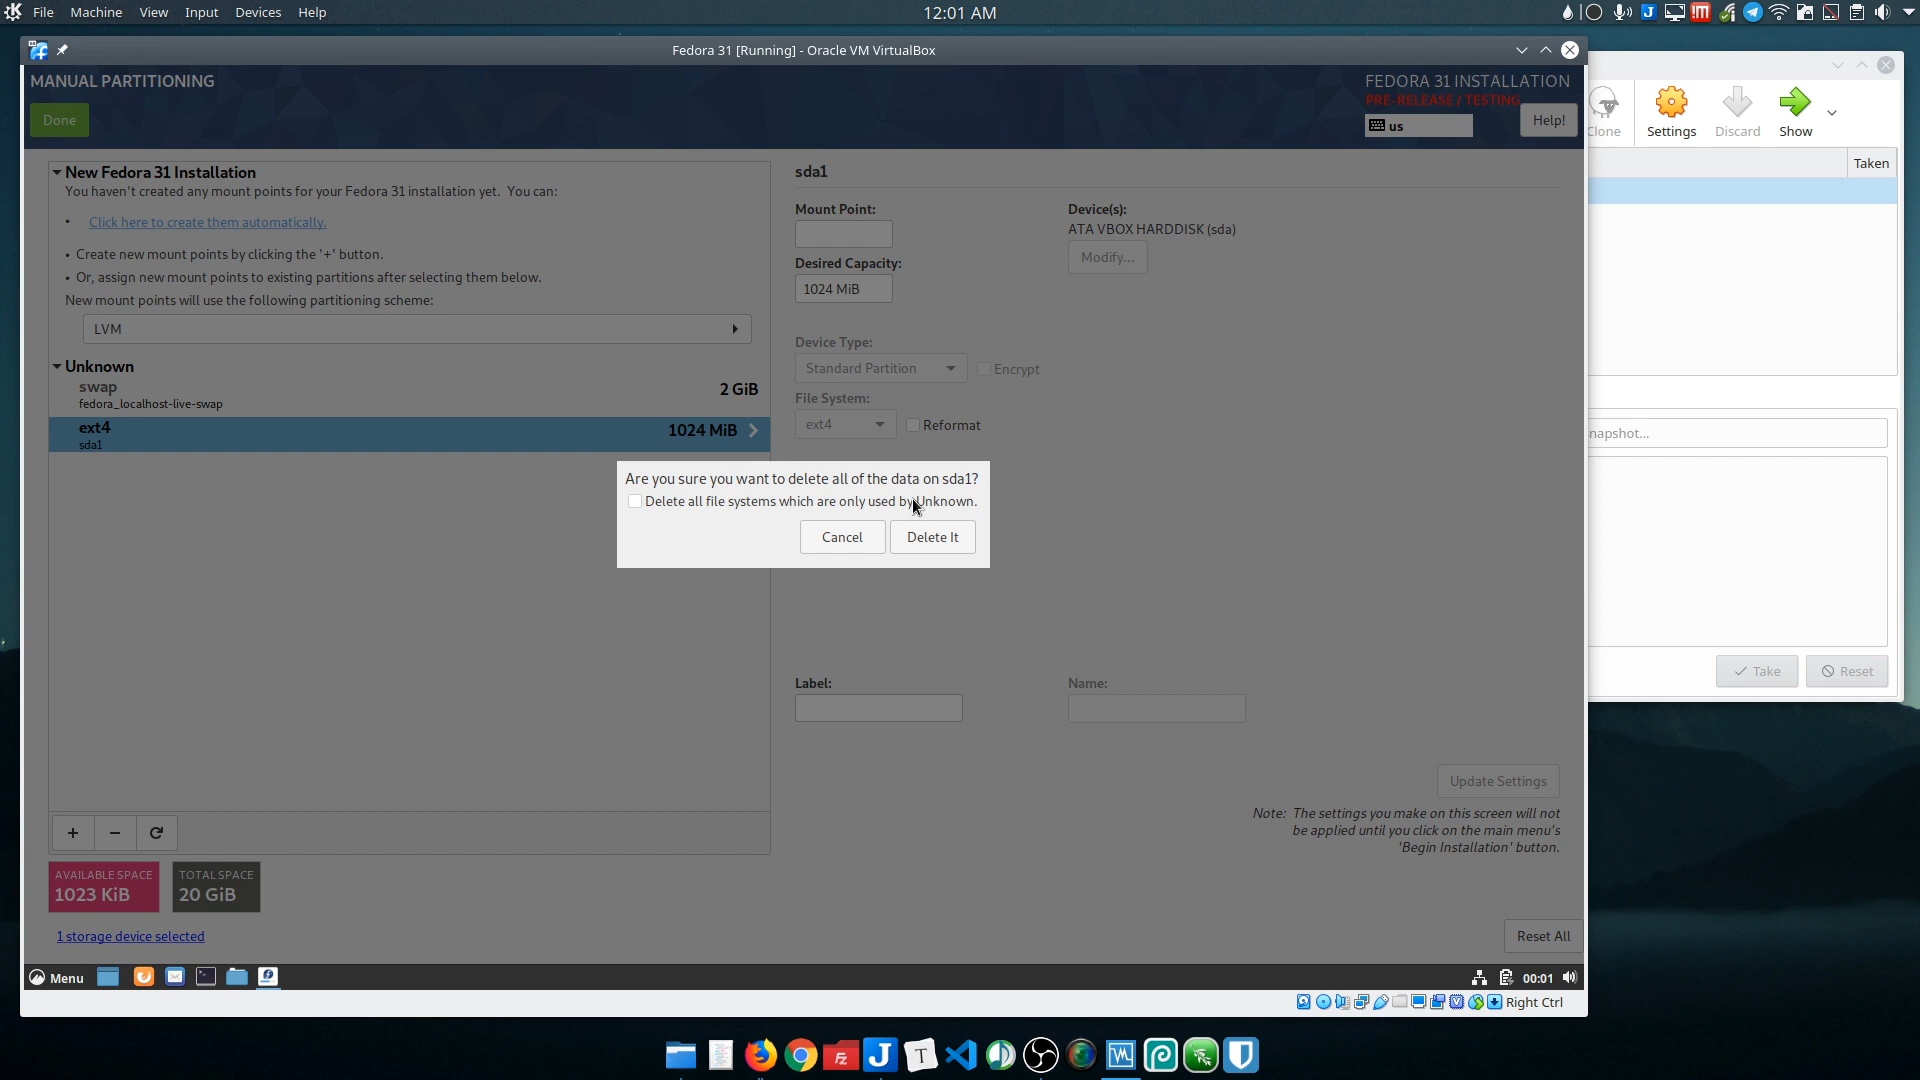 File Machine View Input Devices Help
12:01 AM
Fedora 31 [Running] - Oracle VM VirtualBox
MANUAL PARTITIONING
Done
FEDORA 31 INSTALLATION
PRE-RELEASE / TESTING
us
Help!
Clone
Settings
Discard
Show
Taken
New Fedora 31 Installation
You haven't created any mount points for your Fedora 31 installation yet. You can:
• Click here to create them automatically.
• Create new mount points by clicking the '+' button.
• Or, assign new mount points to existing partitions after selecting them below.
New mount points will use the following partitioning scheme:
LVM
Unknown
swap
2 GiB
fedora_localhost-live-swap
ext4
1024 MiB
sda1
sda1
Mount Point:
Device(s):
ATA VBOX HARDDISK (sda)
Modify...
Desired Capacity:
1024 MiB
Device Type:
Standard Partition
Encrypt
File System:
ext4
Reformat
Are you sure you want to delete all of the data on sda1?
Delete all file systems which are only used by Unknown.
Cancel
Delete It
napshot...
Take
Reset
Label:
Name:
Update Settings
Note: The settings you make on this screen will not
be applied until you click on the main menu's
'Begin Installation' button.
+ −
AVAILABLE SPACE
1023 KiB
TOTAL SPACE
20 GiB
1 storage device selected
Reset All
Menu
00:01
Right Ctrl